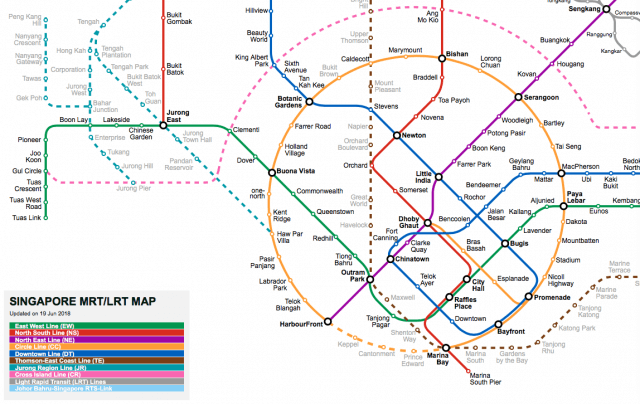 Peng Kang
Hill
Nanyang
Crescent
Nanyang
Gateway
Tawas
Gek Poh
Tengah
Hong Kah
Tengah
Plantation
Corporation
Tengah Park
Bukit Batok
West
Jurong
West
Toh
Guan
Bahar
Junction
Bukit
Gombak
Bukit
Batok
Boon Lay
Lakeside
Chinese
Garden
Jurong
East
Enterprise
Tukang
Jurong Hill
Jurong Pier
Jurong
Town Hall
Pandan
Reservoir
Pioneer
Joo
Koon
Gul Circle
Tuas
Crescent
Tuas West
Road
Tuas Link
Clementi
Dover
Buona Vista
Commonwealth
Queenstown
Redhill
Tiong
Bahru
Outram
Park
Hillview
Beauty
World
King Albert
Park
Sixth
Avenue
Tan
Kah Kee
Botanic
Gardens
Farrer Road
Holland
Village
one-
north
Kent
Ridge
Haw Par
Villa
Pasir
Panjang
Labrador
Park
Telok
Blangah
HarbourFront
Keppel
Cantonment
Prince
Edward
Bukit
Brown
Caldecott
Upper
Thomson
Marymount
Mount
Pleasant
Stevens
Napier
Orchard
Boulevard
Orchard
Great
World
Havelock
Ang
Mo Kio
Bishan
Braddell
Toa Payoh
Novena
Newton
Little
India
Somerset
Dhoby
Ghaut
Fort
Canning
Clarke
Quay
Chinatown
Telok
Ayer
Maxwell
Tanjong
Pagar
Shenton
Way
Marina
Bay
Marina
South Pier
Marina
South
Gardens
by the Bay
Tanjong
Rhu
Katong Park
Tanjong
Katong
Marine
Parade
Marine
Terrace
Lorong
Chuan
Serangoon
Kovan
Hougang
Buangkok
Sengkang
Compassvale
Ranggung
Kangkar
Woodleigh
Potong Pasir
Boon Keng
Farrer Park
Bartley
Tai Seng
MacPherson
Mattar
Geylang
Bahru
Bendemeer
Rochor
Jalan
Besar
Bencoolen
Bras
Basah
Ubi
Kaki
Bukit
Bedok
North
Paya
Lebar
Aljunied
Kallang
Lavender
Eunos
Kembangan
Dakota
Mountbatten
Stadium
Nicoll
Highway
Bugis
Esplanade
Promenade
City
Hall
Raffles
Place
Downtown
Bayfront
SINGAPORE MRT/LRT MAP
Updated on 19 Jun 2018
East West Line (EW)
North South Line (NS)
North East Line (NE)
Circle Line (CC)
Downtown Line (DT)
Thomson-East Coast Line (TE)
Jurong Region Line (JR)
Cross Island Line (CR)
Light Rapid Transit (LRT) Lines
Johor Bahru-Singapore RTS-Link